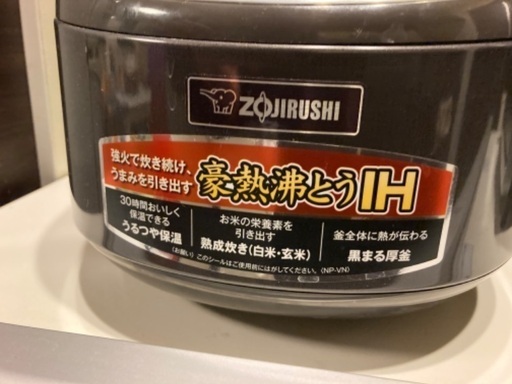 ZOJIRUSHI
強火で炊き続け、
うまみを引き出す
豪熱沸とうIH
30時間おいしく
保温できる
うるつや保温
お米の栄養素を
引き出す
熟成炊き(白米・玄米)
釜全体に熱が伝わる
黒まる厚釜
(お願い)このシールはご使用前にはがしてください。(NP-VN)